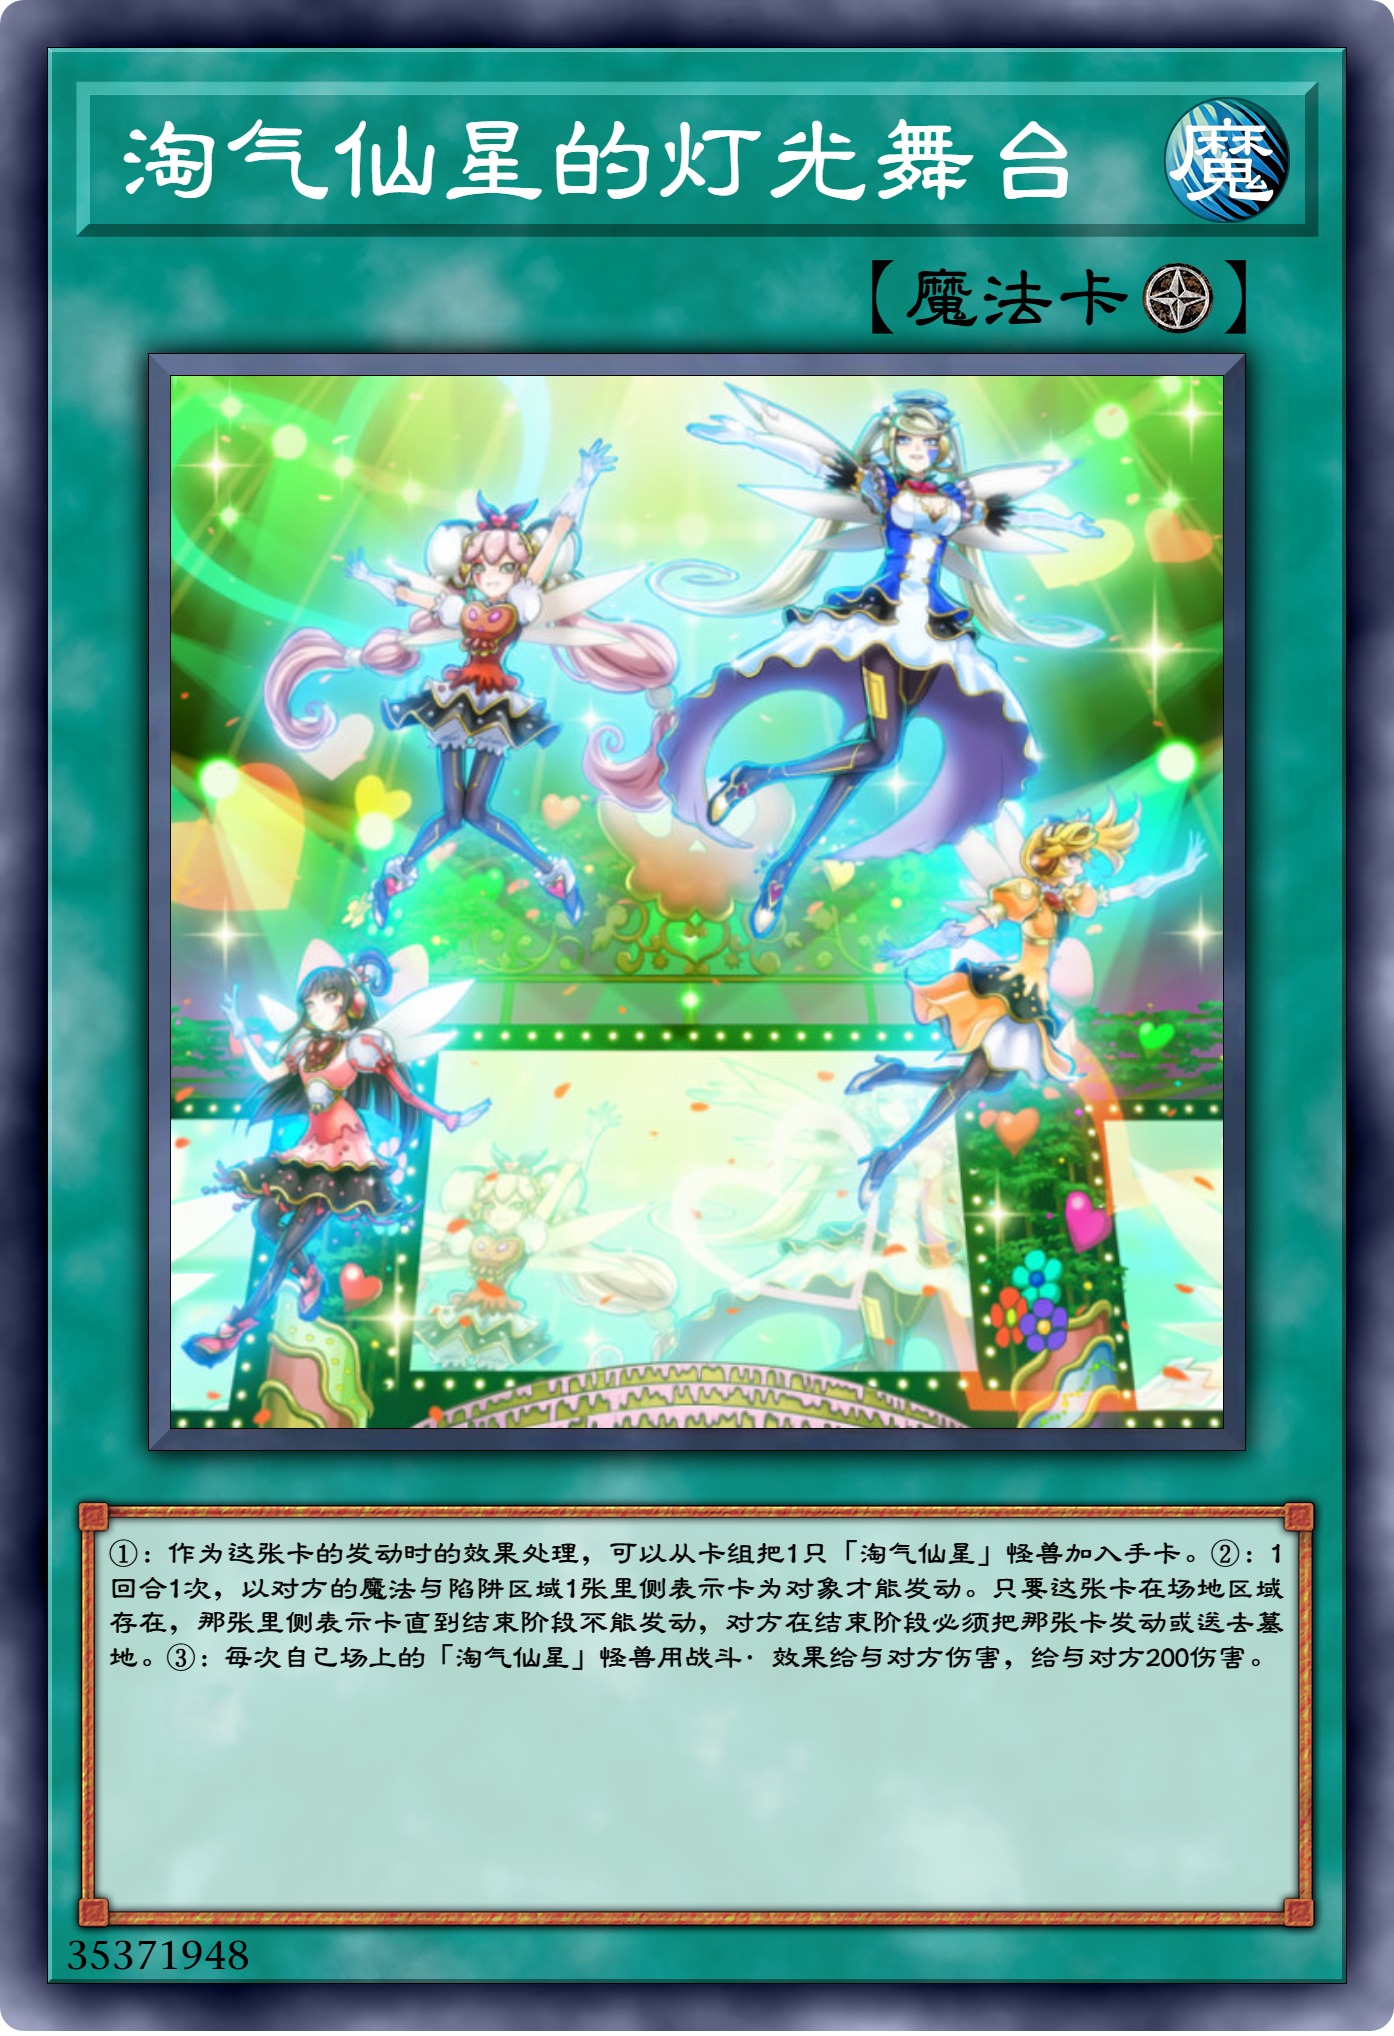 淘气仙星的灯光舞台 魔
【魔法卡】
①：作为这张卡的发动时的效果处理，可以从卡组把1只「淘气仙星」怪兽加入手卡。②：1
回合1次，以对方的魔法与陷阱区域1张里侧表示卡为对象才能发动。只要这张卡在场地区域
存在，那张里侧表示卡直到结束阶段不能发动，对方在结束阶段必须把那张卡发动或送去墓
地。③：每次自己场上的「淘气仙星」怪兽用战斗·效果给与对方伤害，给与对方200伤害。
35371948